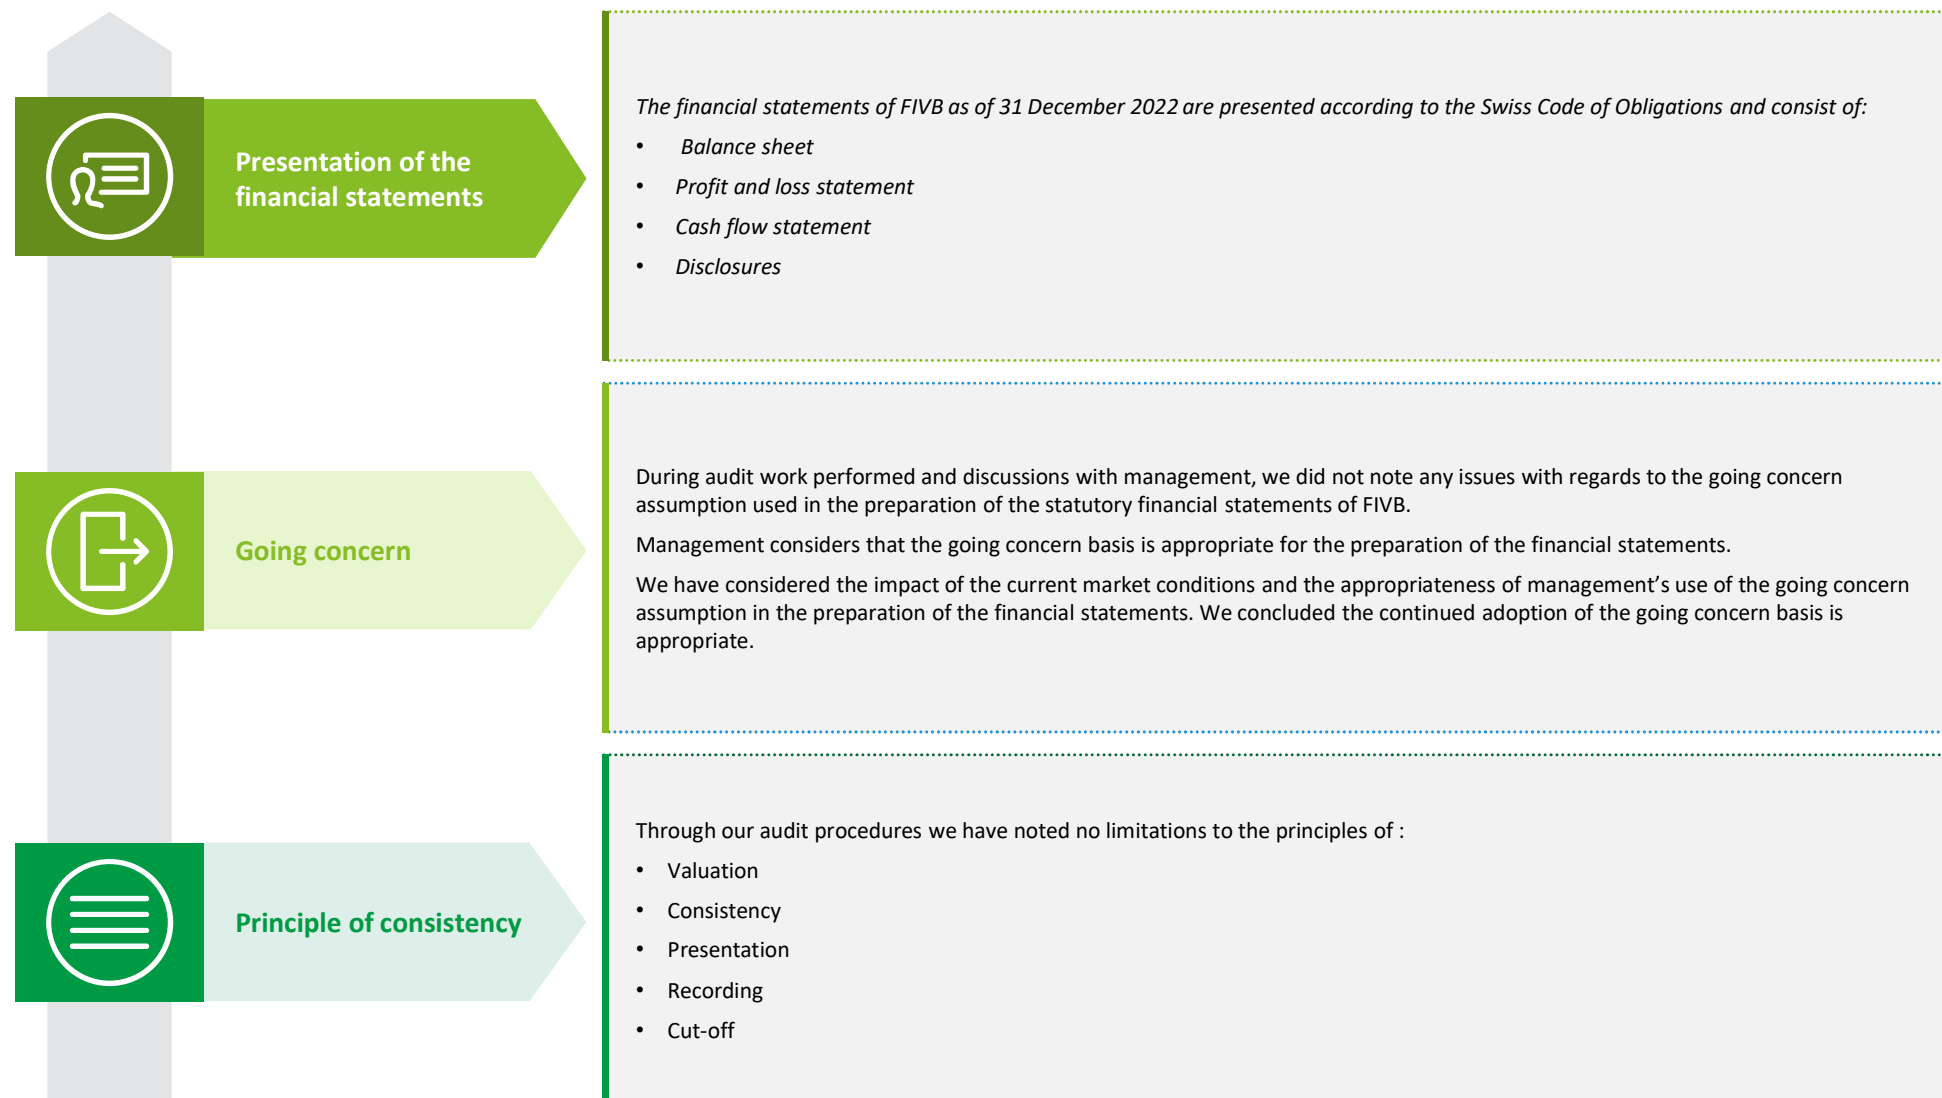 Presentation of the
financial statements
The financial statements of FIVB as of 31 December 2022 are presented according to the Swiss Code of Obligations and consist of:
• Balance sheet
• Profit and loss statement
• Cash flow statement
• Disclosures
Going concern
During audit work performed and discussions with management, we did not note any issues with regards to the going concern
assumption used in the preparation of the statutory financial statements of FIVB.
Management considers that the going concern basis is appropriate for the preparation of the financial statements.
We have considered the impact of the current market conditions and the appropriateness of management’s use of the going concern
assumption in the preparation of the financial statements. We concluded the continued adoption of the going concern basis is
appropriate.
Principle of consistency
Through our audit procedures we have noted no limitations to the principles of :
• Valuation
• Consistency
• Presentation
• Recording
• Cut-off